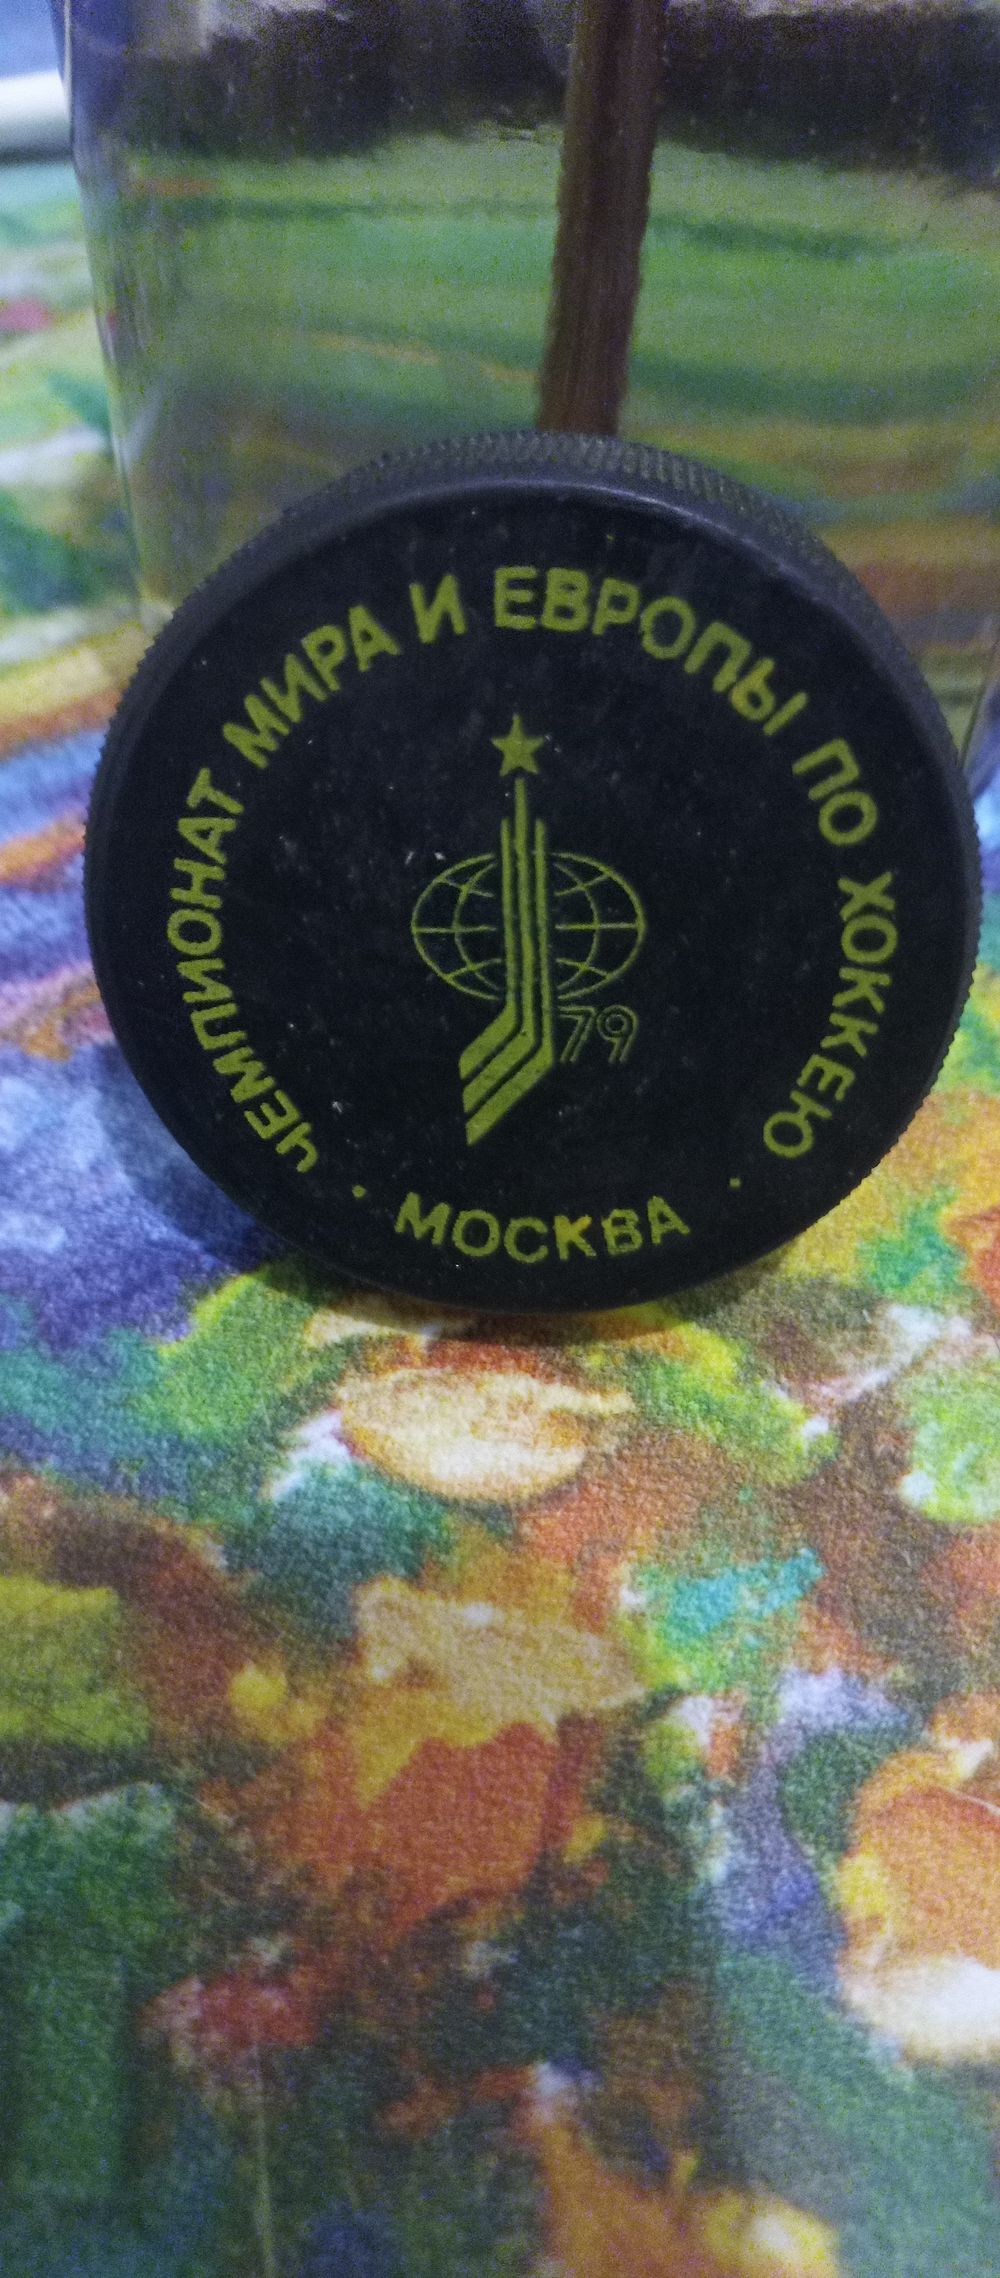 ЧЕМПИОНАТ МИРА И ЕВРОПЫ ПО ХОККЕЮ
79
· МОСКВА ·